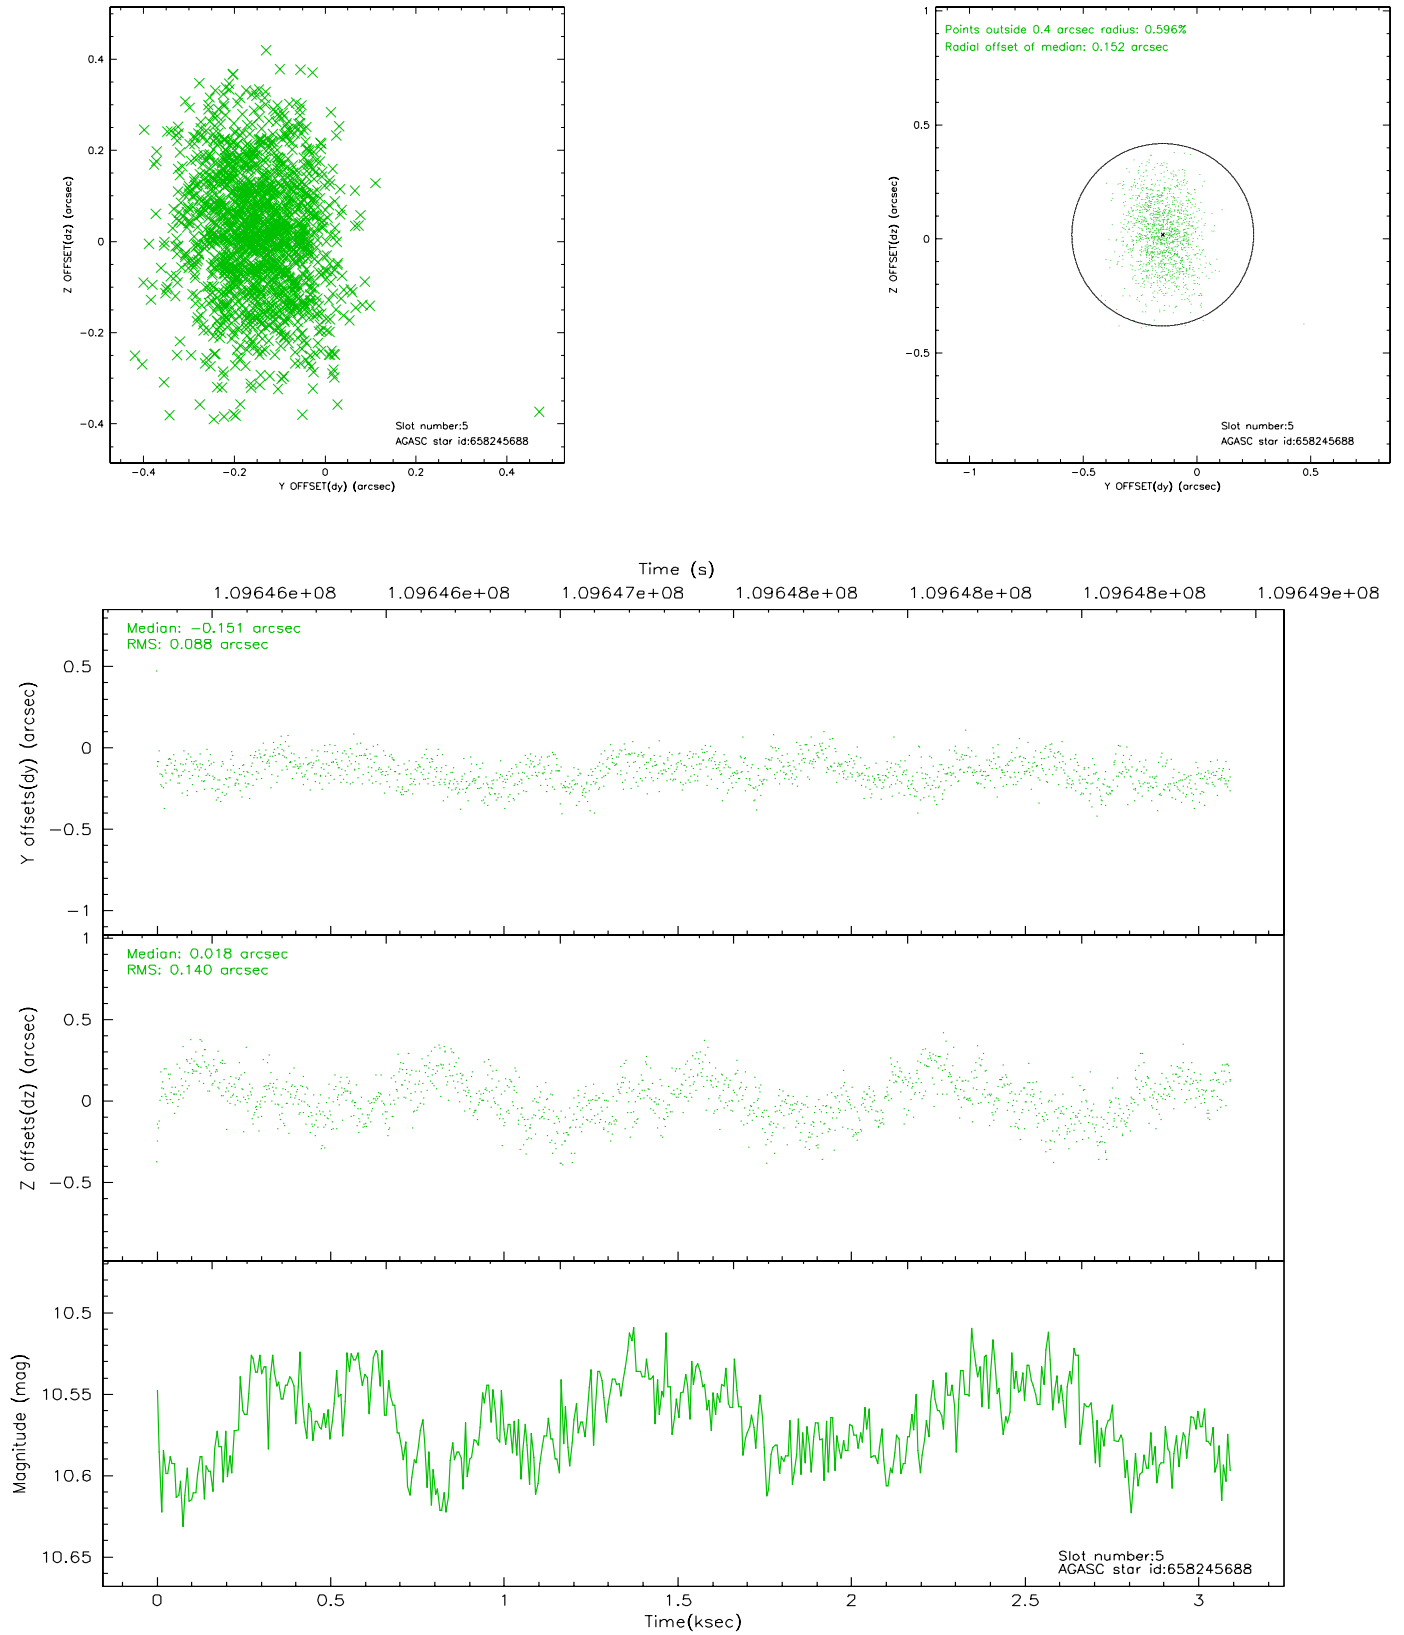 0.4
0.2
0
−0.2
−0.4
Z OFFSET(dz) (arcsec)
−0.4
−0.2
0
0.2
0.4
Y OFFSET(dy) (arcsec)
Slot number:5
AGASC star id:658245688
Points outside 0.4 arcsec radius: 0.596%
Radial offset of median: 0.152 arcsec
1
0.5
0
−0.5
Z OFFSET(dz) (arcsec)
−1
−0.5
0
0.5
Y OFFSET(dy) (arcsec)
Slot number:5
AGASC star id:658245688
Time (s)
1.09646e+08
1.09646e+08
1.09647e+08
1.09648e+08
1.09648e+08
1.09648e+08
1.09649e+08
Median: −0.151 arcsec
RMS: 0.088 arcsec
0.5
0
−0.5
−1
Y offsets(dy) (arcsec)
Median: 0.018 arcsec
RMS: 0.140 arcsec
1
0.5
0
−0.5
Z offsets(dz) (arcsec)
10.5
10.55
10.6
10.65
Magnitude (mag)
Slot number:5
AGASC star id:658245688
0
0.5
1
1.5
2
2.5
3
Time(ksec)